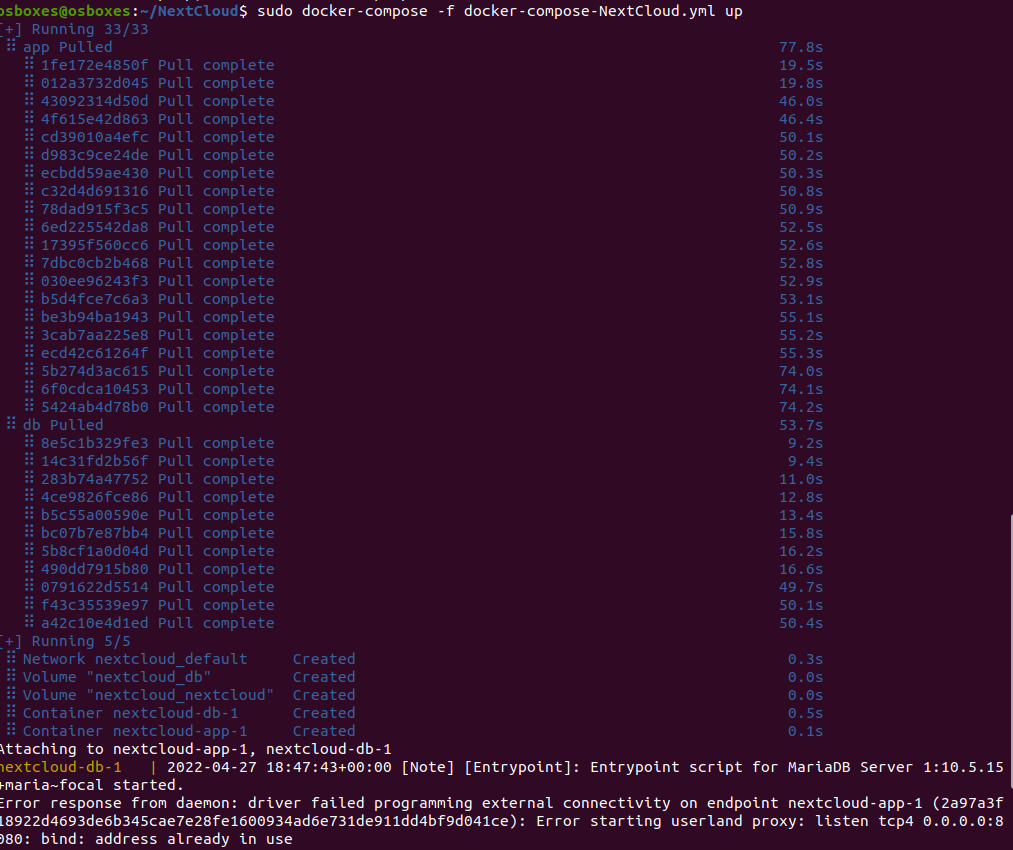 osboxes@osboxes:~/NextCloud$ sudo docker-compose -f docker-compose-NextCloud.yml up
[+] Running 33/33
⠿ app Pulled 77.8s
⠿ 1fe172e4850f Pull complete 19.5s
⠿ 012a3732d045 Pull complete 19.8s
⠿ 43092314d50d Pull complete 46.0s
⠿ 4f615e42d863 Pull complete 46.4s
⠿ cd39010a4efc Pull complete 50.1s
⠿ d983c9ce24de Pull complete 50.2s
⠿ ecbdd59ae430 Pull complete 50.3s
⠿ c32d4d691316 Pull complete 50.8s
⠿ 78dad915f3c5 Pull complete 50.9s
⠿ 6ed225542da8 Pull complete 52.5s
⠿ 17395f560cc6 Pull complete 52.6s
⠿ 7dbc0cb2b468 Pull complete 52.8s
⠿ 030ee96243f3 Pull complete 52.9s
⠿ b5d4fce7c6a3 Pull complete 53.1s
⠿ be3b94ba1943 Pull complete 55.1s
⠿ 3cab7aa225e8 Pull complete 55.2s
⠿ ecd42c61264f Pull complete 55.3s
⠿ 5b274d3ac615 Pull complete 74.0s
⠿ 6f0cdca10453 Pull complete 74.1s
⠿ 5424ab4d78b0 Pull complete 74.2s
⠿ db Pulled 53.7s
⠿ 8e5c1b329fe3 Pull complete 9.2s
⠿ 14c31fd2b56f Pull complete 9.4s
⠿ 283b74a47752 Pull complete 11.0s
⠿ 4ce9826fce86 Pull complete 12.8s
⠿ b5c55a00590e Pull complete 13.4s
⠿ bc07b7e87bb4 Pull complete 15.8s
⠿ 5b8cf1a0d04d Pull complete 16.2s
⠿ 490dd7915b80 Pull complete 16.6s
⠿ 0791622d5514 Pull complete 49.7s
⠿ f43c35539e97 Pull complete 50.1s
⠿ a42c10e4d1ed Pull complete 50.4s
[+] Running 5/5
⠿ Network nextcloud_default Created 0.3s
⠿ Volume "nextcloud_db" Created 0.0s
⠿ Volume "nextcloud_nextcloud" Created 0.0s
⠿ Container nextcloud-db-1 Created 0.5s
⠿ Container nextcloud-app-1 Created 0.1s
Attaching to nextcloud-app-1, nextcloud-db-1
nextcloud-db-1 | 2022-04-27 18:47:43+00:00 [Note] [Entrypoint]: Entrypoint script for MariaDB Server 1:10.5.15
+maria~focal started.
Error response from daemon: driver failed programming external connectivity on endpoint nextcloud-app-1 (2a97a3f
18922d4693de6b345cae7e28fe1600934ad6e731de911dd4bf9d041ce): Error starting userland proxy: listen tcp4 0.0.0.0:8
080: bind: address already in use